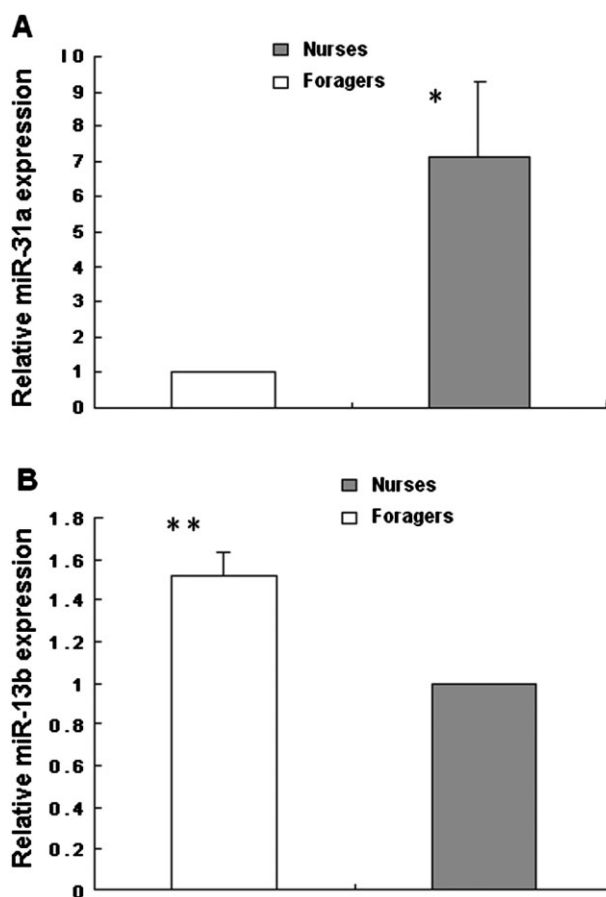 A
Nurses
Foragers
Relative miR-31a expression
10
9
8
7
6
5
4
3
2
1
0
*
B
Nurses
Foragers
Relative miR-13b expression
1.8
1.6
1.4
1.2
1
0.8
0.6
0.4
0.2
0
**